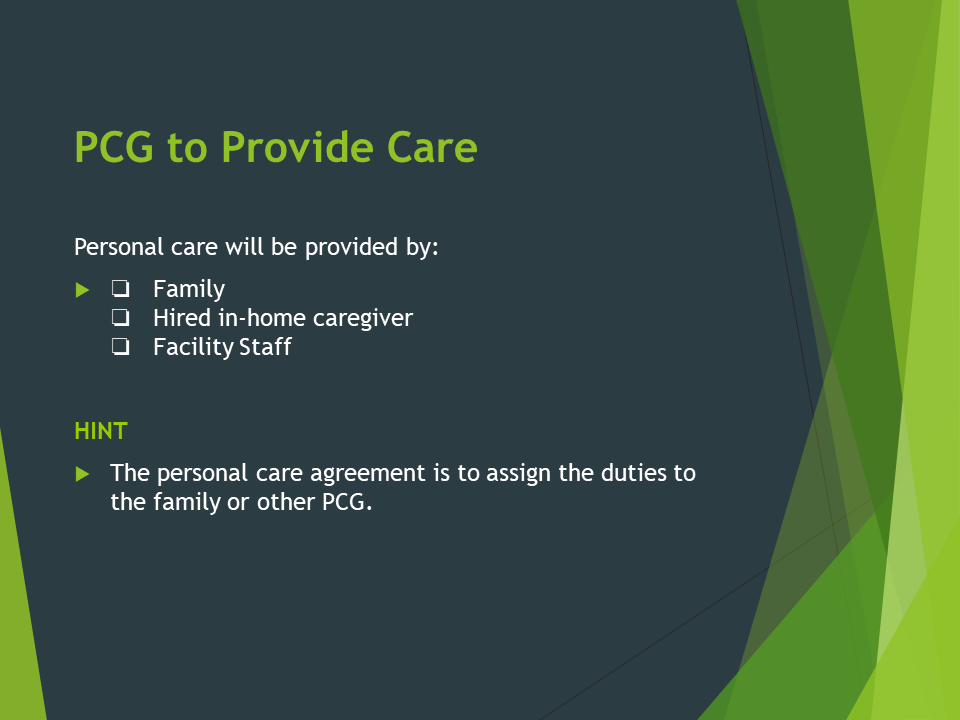 PCG to Provide Care
Personal care will be provided by:
▶ ❏ Family
❏ Hired in-home caregiver
❏ Facility Staff
HINT
▶ The personal care agreement is to assign the duties to
the family or other PCG.